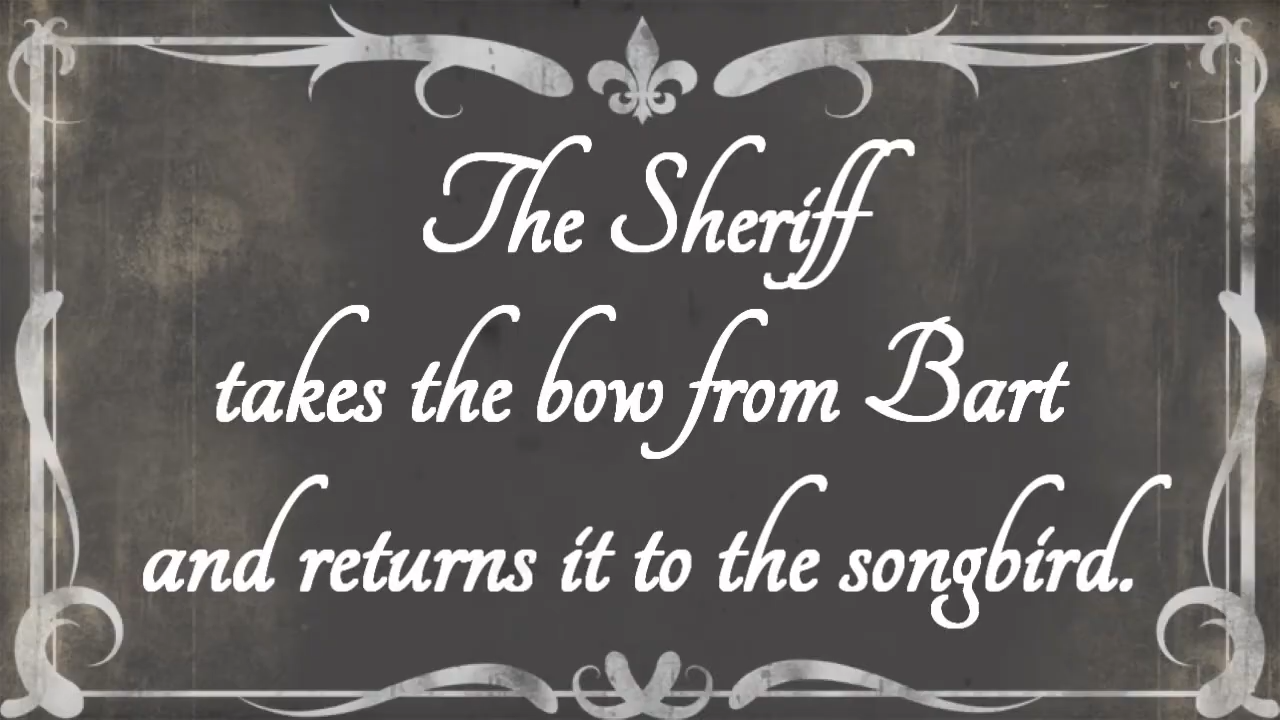 The Sheriff
takes the bow from Bart
and returns it to the songbird.